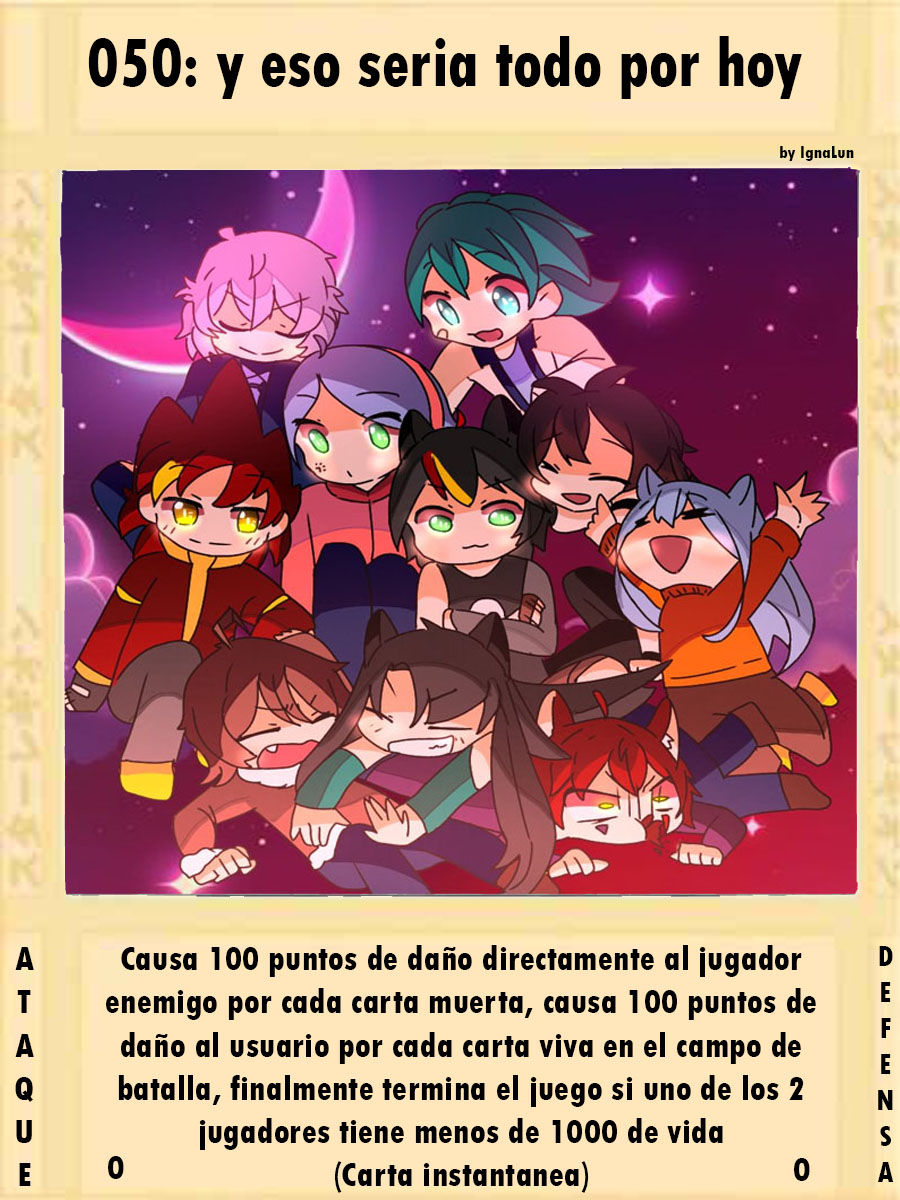 050: y eso seria todo por hoy
by IgnaLun
Causa 100 puntos de daño directamente al jugador
enemigo por cada carta muerta, causa 100 puntos de
daño al usuario por cada carta viva en el campo de
batalla, finalmente termina el juego si uno de los 2
jugadores tiene menos de 1000 de vida
(Carta instantanea)
ATAQUE
0
DEFENSA
0